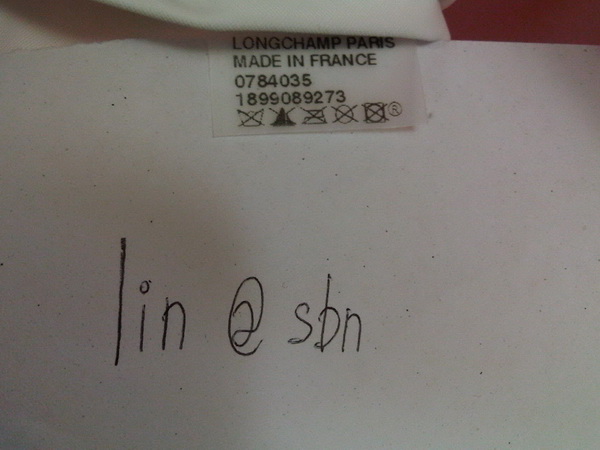 LONGCHAMP PARIS
MADE IN FRANCE
0784035
1899089273
lin @ sbn